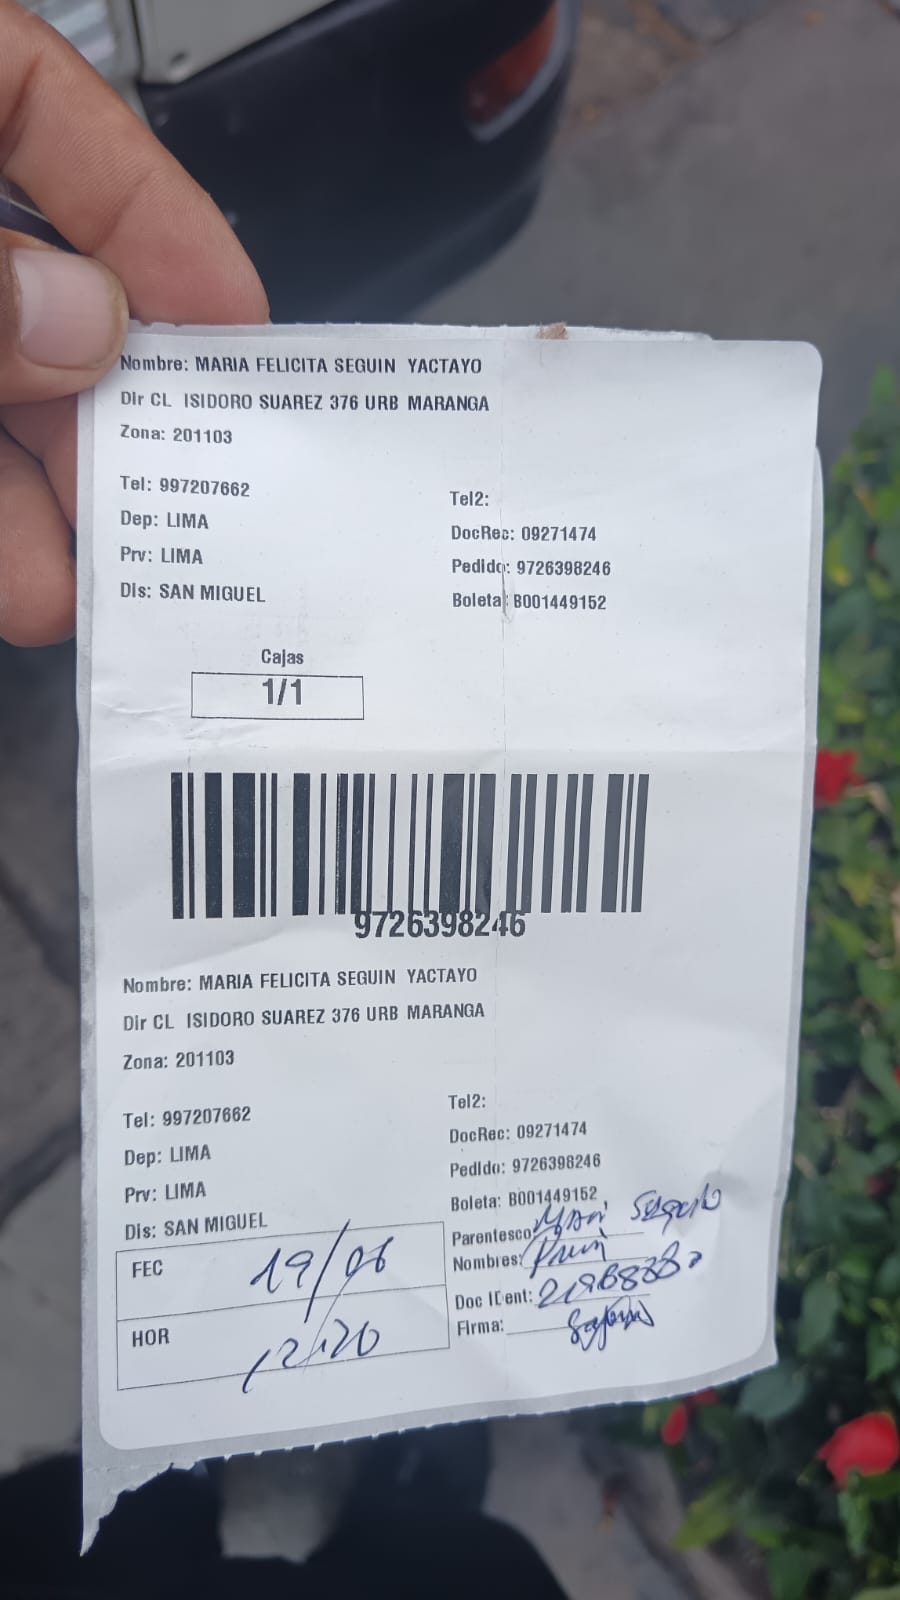 Nombre: MARIA FELICITA SEGUIN YACTAYO
Dir CL ISIDORO SUAREZ 376 URB MARANGA
Zona: 201103
Tel: 997207662
Tel2:
Dep: LIMA
DocRec: 09271474
Prv: LIMA
Pedido: 9726398246
Dis: SAN MIGUEL
Boleta: B001449152
Cajas
1/1
9726398246
Nombre: MARIA FELICITA SEGUIN YACTAYO
Dir CL ISIDORO SUAREZ 376 URB MARANGA
Zona: 201103
Tel: 997207662
Tel2:
Dep: LIMA
DocRec: 09271474
Prv: LIMA
Pedido: 9726398246
Dis: SAN MIGUEL
Boleta: B001449152
Parentesco
FEC 19/06
Nombres:
Doc IDent:
HOR 12:20
Firma: